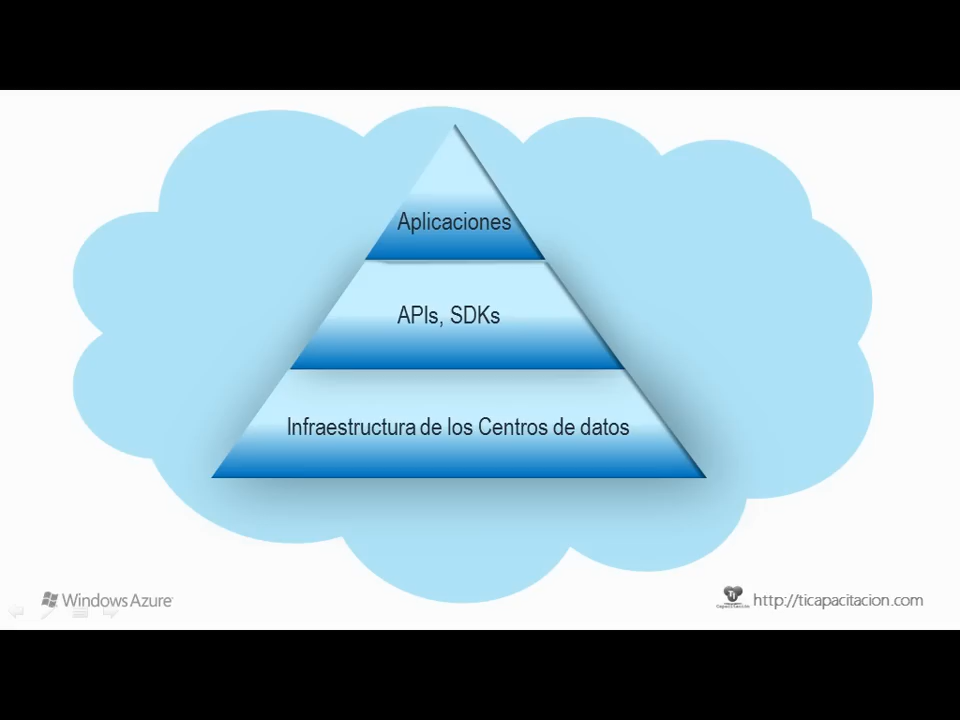 Aplicaciones
APIs, SDKs
Infraestructura de los Centros de datos
Windows Azure
http://ticapacitacion.com